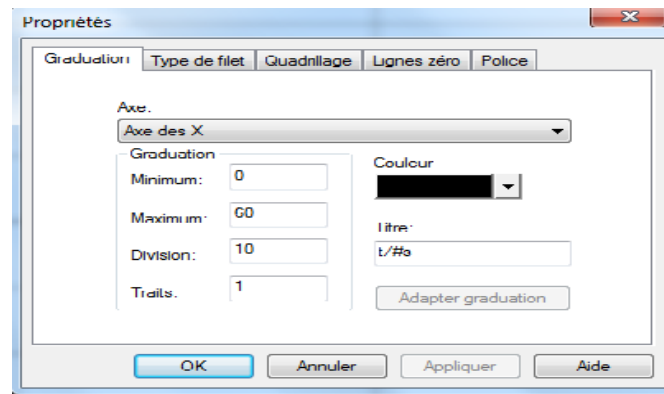 Propriétés
Graduation Type de filet Quadrillage Lignes zéro Police
Axe:
Axe des X
Graduation
Minimum: 0
Couleur
Maximum: 60
Titre:
Division: 10
t/#s
Traits: 1
Adapter graduation
OK Annuler Appliquer Aide